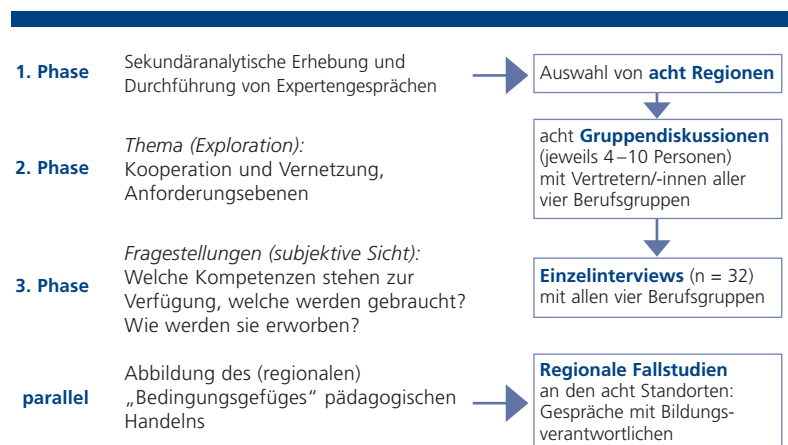 1. Phase
Sekundäranalytische Erhebung und
Durchführung von Expertengesprächen
Auswahl von acht Regionen
2. Phase
Thema (Exploration):
Kooperation und Vernetzung,
Anforderungsebenen
acht Gruppendiskussionen
(jeweils 4–10 Personen)
mit Vertretern/-innen aller
vier Berufsgruppen
3. Phase
Fragestellungen (subjektive Sicht):
Welche Kompetenzen stehen zur
Verfügung, welche werden gebraucht?
Wie werden sie erworben?
Einzelinterviews (n = 32)
mit allen vier Berufsgruppen
parallel
Abbildung des (regionalen)
„Bedingungsgefüges“ pädagogischen
Handelns
Regionale Fallstudien
an den acht Standorten:
Gespräche mit Bildungs-
verantwortlichen